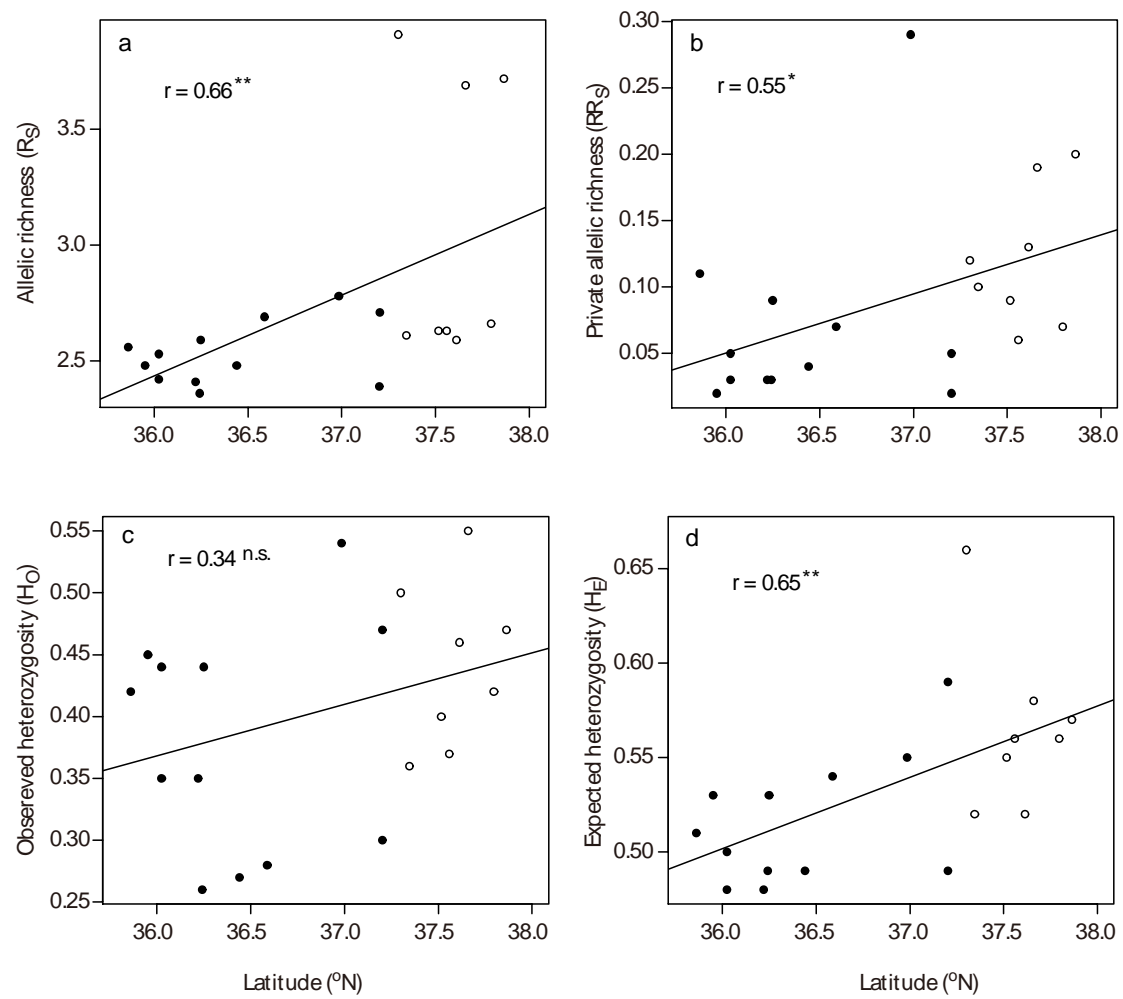 a
r = 0.66**
Allelic richness (RS)
3.5
3.0
2.5
36.0 36.5 37.0 37.5 38.0
b
r = 0.55*
Private allelic richness (RRS)
0.30
0.25
0.20
0.15
0.10
0.05
36.0 36.5 37.0 37.5 38.0
c
r = 0.34 n.s.
Obsereved heterozygosity (HO)
0.55
0.50
0.45
0.40
0.35
0.30
0.25
36.0 36.5 37.0 37.5 38.0
Latitude (oN)
d
r = 0.65**
Expected heterozygosity (HE)
0.65
0.60
0.55
0.50
36.0 36.5 37.0 37.5 38.0
Latitude (oN)